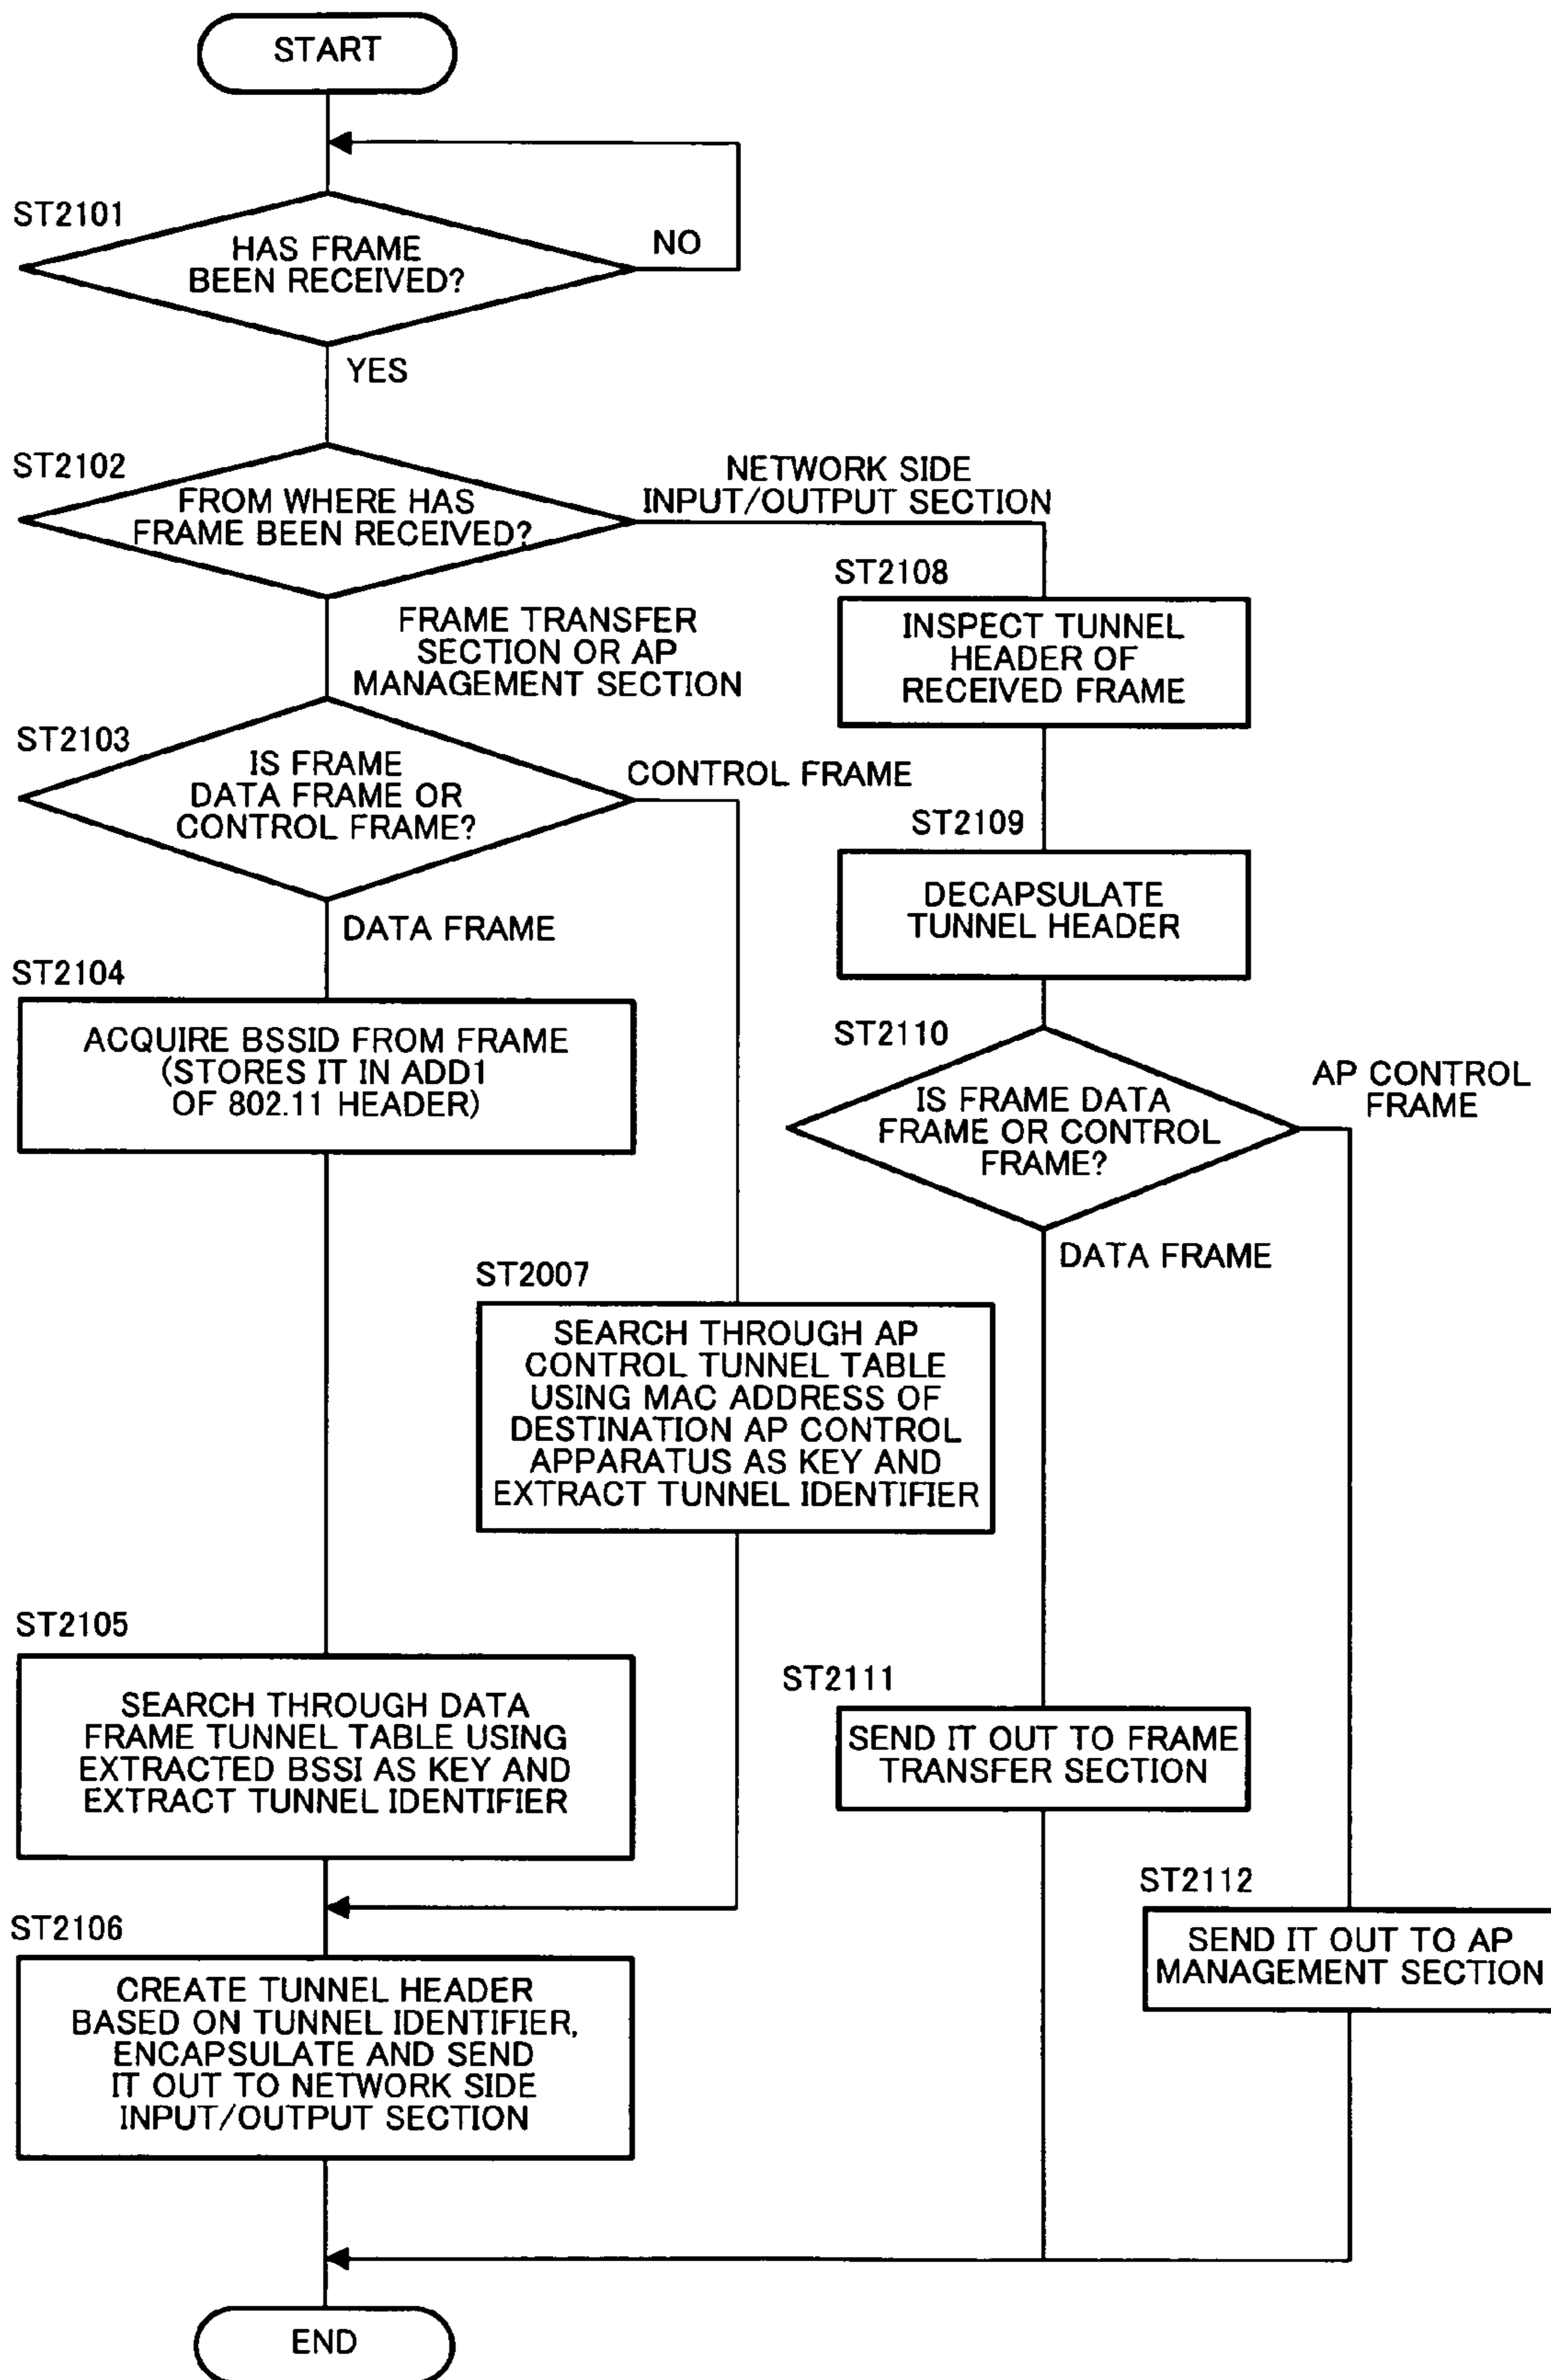 START
ST2101
HAS FRAME
BEEN RECEIVED?
NO
YES
ST2102
FROM WHERE HAS
FRAME BEEN RECEIVED?
NETWORK SIDE
INPUT/OUTPUT SECTION
FRAME TRANSFER
SECTION OR AP
MANAGEMENT SECTION
ST2108
INSPECT TUNNEL
HEADER OF
RECEIVED FRAME
ST2103
IS FRAME
DATA FRAME OR
CONTROL FRAME?
CONTROL FRAME
DATA FRAME
ST2109
DECAPSULATE
TUNNEL HEADER
ST2104
ACQUIRE BSSID FROM FRAME
(STORES IT IN ADD1
OF 802.11 HEADER)
ST2110
IS FRAME DATA
FRAME OR CONTROL
FRAME?
AP CONTROL
FRAME
DATA FRAME
ST2007
SEARCH THROUGH AP
CONTROL TUNNEL TABLE
USING MAC ADDRESS OF
DESTINATION AP CONTROL
APPARATUS AS KEY AND
EXTRACT TUNNEL IDENTIFIER
ST2105
SEARCH THROUGH DATA
FRAME TUNNEL TABLE USING
EXTRACTED BSSI AS KEY AND
EXTRACT TUNNEL IDENTIFIER
ST2111
SEND IT OUT TO FRAME
TRANSFER SECTION
ST2112
SEND IT OUT TO AP
MANAGEMENT SECTION
ST2106
CREATE TUNNEL HEADER
BASED ON TUNNEL IDENTIFIER,
ENCAPSULATE AND SEND
IT OUT TO NETWORK SIDE
INPUT/OUTPUT SECTION
END